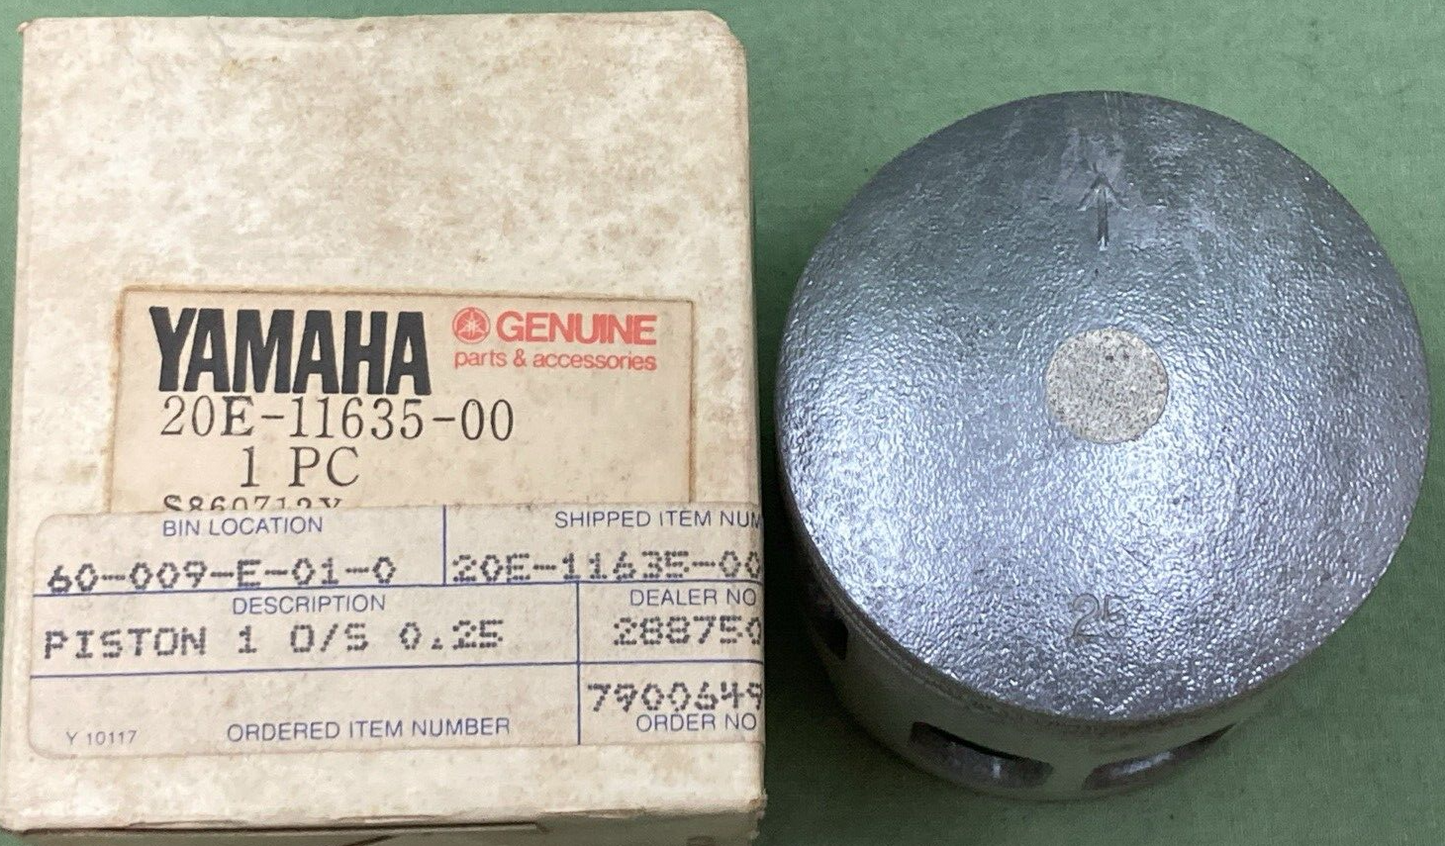 YAMAHA GENUINE
parts & accessories
20E-11635-00
1 PC
S860712Y
BIN LOCATION SHIPPED ITEM NUM
60-009-E-01-0 20E-11635-00
DESCRIPTION DEALER NO
PISTON 1 O/S 0.25 288750
7900649
Y 10117 ORDERED ITEM NUMBER ORDER NO
25